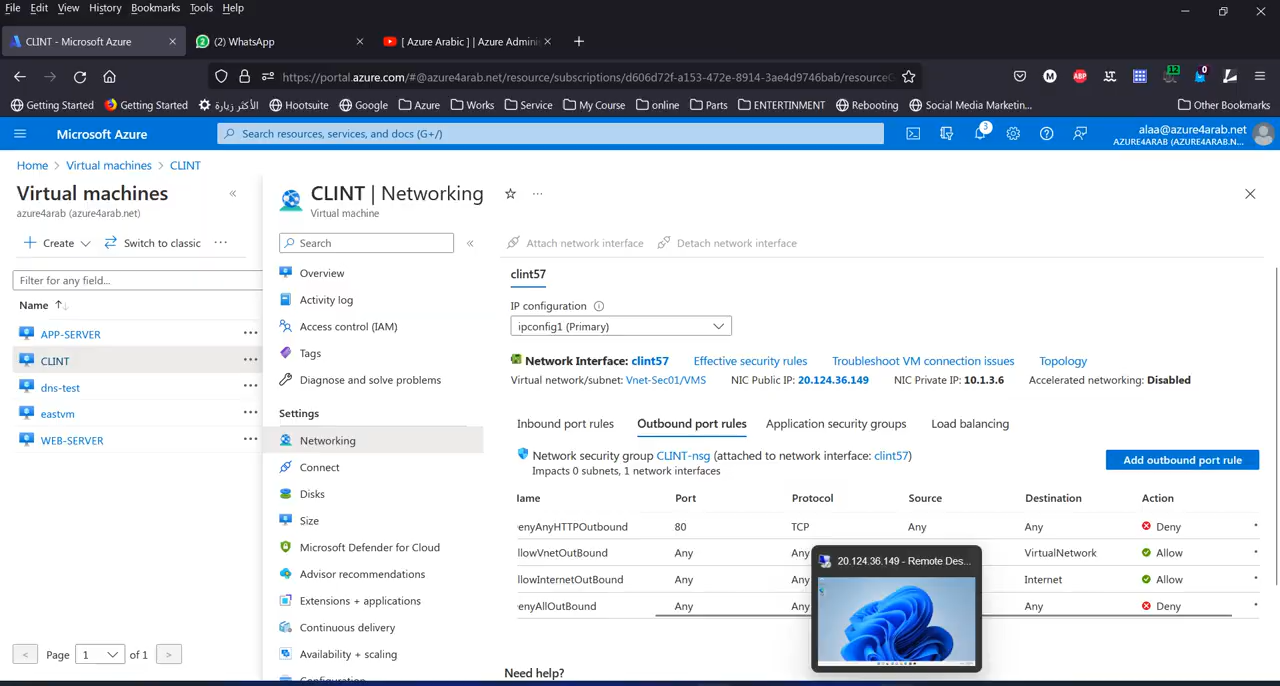 File Edit View History Bookmarks Tools Help
CLINT - Microsoft Azure
(2) WhatsApp
[ Azure Arabic ] | Azure Admini
https://portal.azure.com/#@azure4arab.net/resource/subscriptions/d606d72f-a153-472e-8914-3ae4d9746bab/resourceG
ABP
12
0
Getting Started Getting Started الأكثر زيارة Hootsuite Google Azure Works Service My Course online Parts ENTERTINMENT Rebooting Social Media Marketin... Other Bookmarks
Microsoft Azure
Search resources, services, and docs (G+/)
3
alaa@azure4arab.net
AZURE4ARAB (AZURE4ARAB.N...
Home > Virtual machines > CLINT
Virtual machines
azure4arab (azure4arab.net)
Create
Switch to classic
Filter for any field...
Name
APP-SERVER
CLINT
dns-test
eastvm
WEB-SERVER
< Page 1 of 1 >
CLINT | Networking
Virtual machine
Search
Overview
Activity log
Access control (IAM)
Tags
Diagnose and solve problems
Settings
Networking
Connect
Disks
Size
Microsoft Defender for Cloud
Advisor recommendations
Extensions + applications
Continuous delivery
Availability + scaling
Configuration
Attach network interface Detach network interface
clint57
IP configuration
ipconfig1 (Primary)
Network Interface: clint57 Effective security rules Troubleshoot VM connection issues Topology
Virtual network/subnet: Vnet-Sec01/VMS NIC Public IP: 20.124.36.149 NIC Private IP: 10.1.3.6 Accelerated networking: Disabled
Inbound port rules Outbound port rules Application security groups Load balancing
Network security group CLINT-nsg (attached to network interface: clint57)
Impacts 0 subnets, 1 network interfaces
Add outbound port rule
Name Port Protocol Source Destination Action
enyAnyHTTPOutbound 80 TCP Any Any Deny
llowVnetOutBound Any Any VirtualNetwork Allow
llowInternetOutBound Any Any Internet Allow
enyAllOutBound Any Any Any Deny
20.124.36.149 - Remote Des...
Need help?